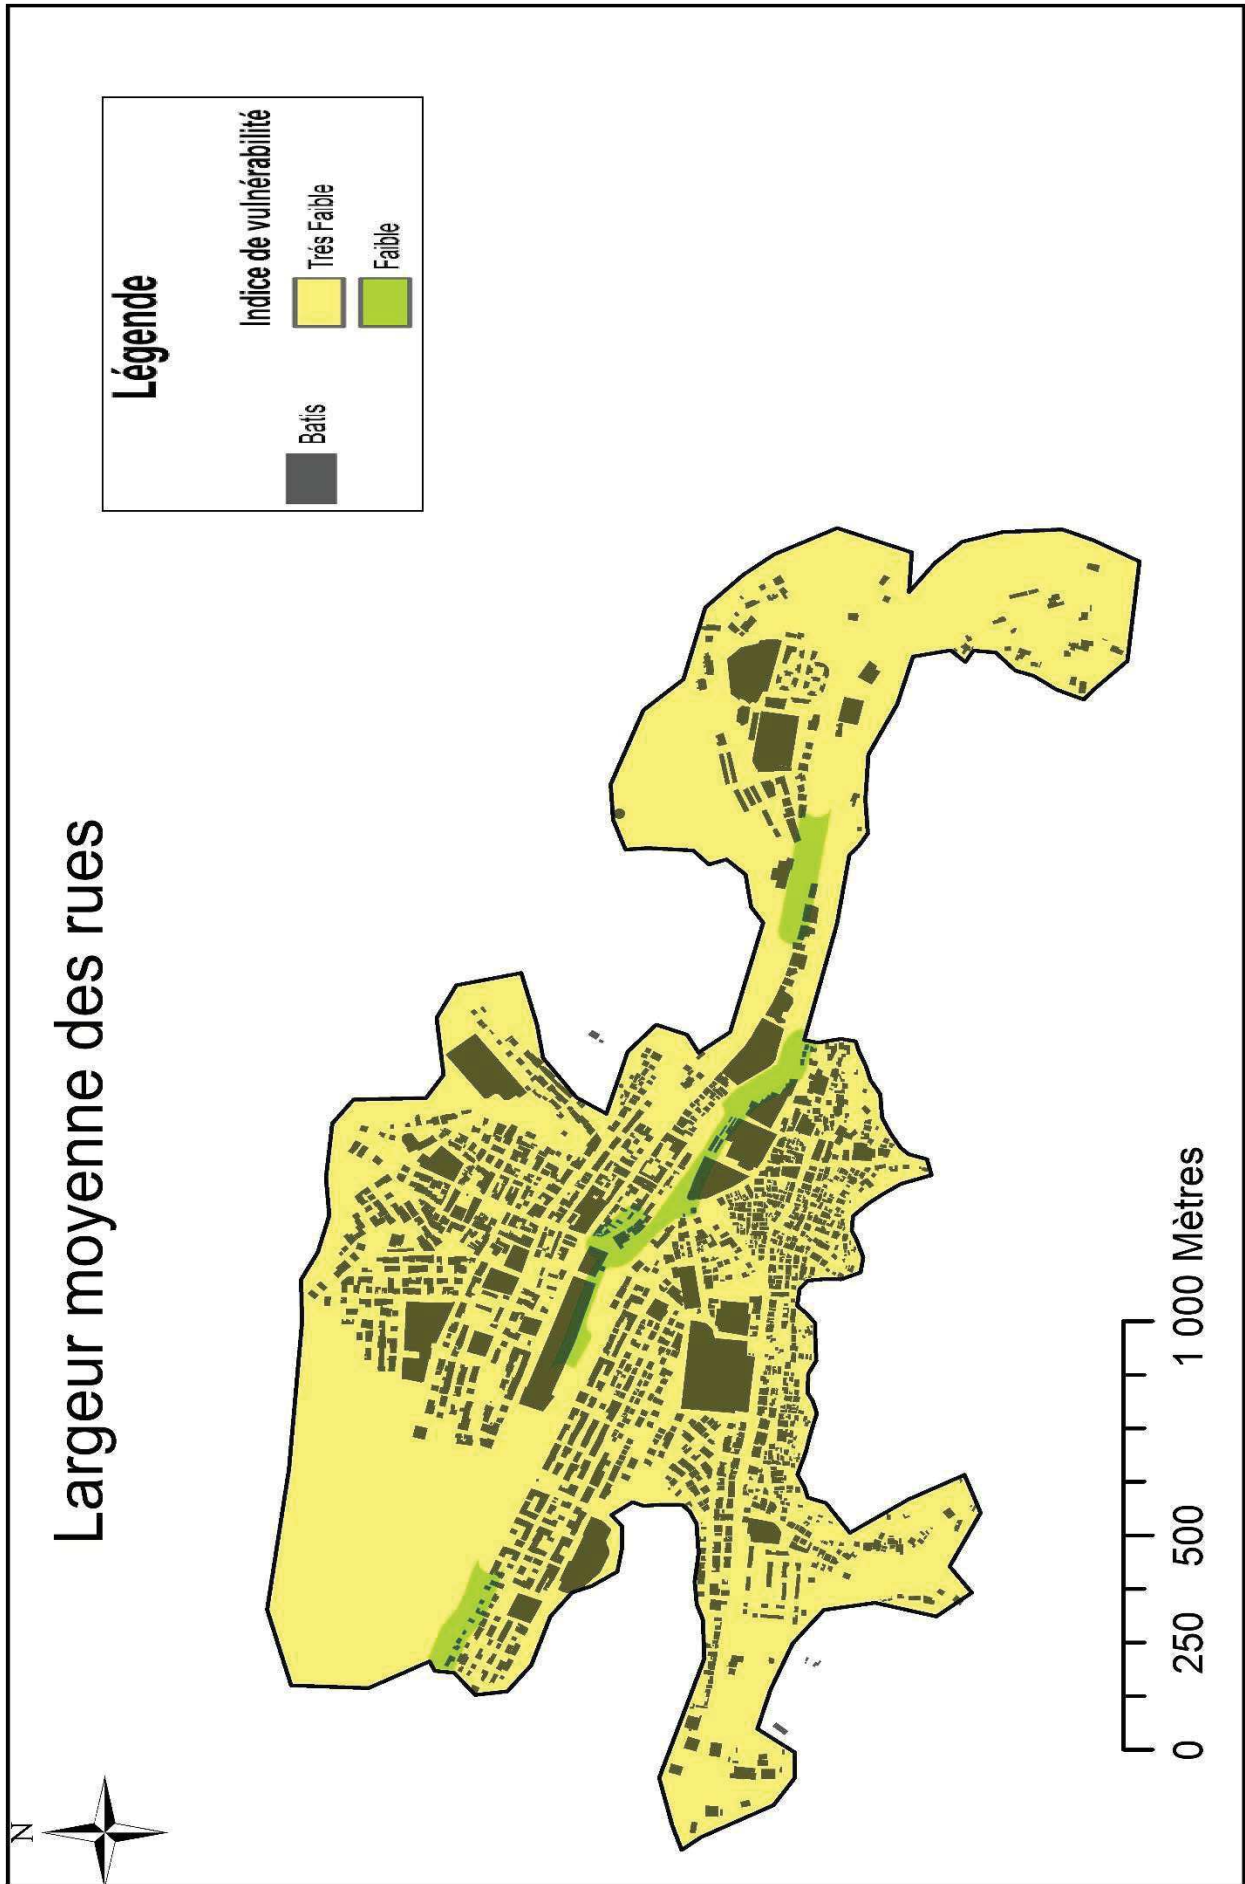 N
Largeur moyenne des rues
Légende
Batis
Indice de vulnérabilité
Trés Faible
Faible
0 250 500 1 000 Mètres